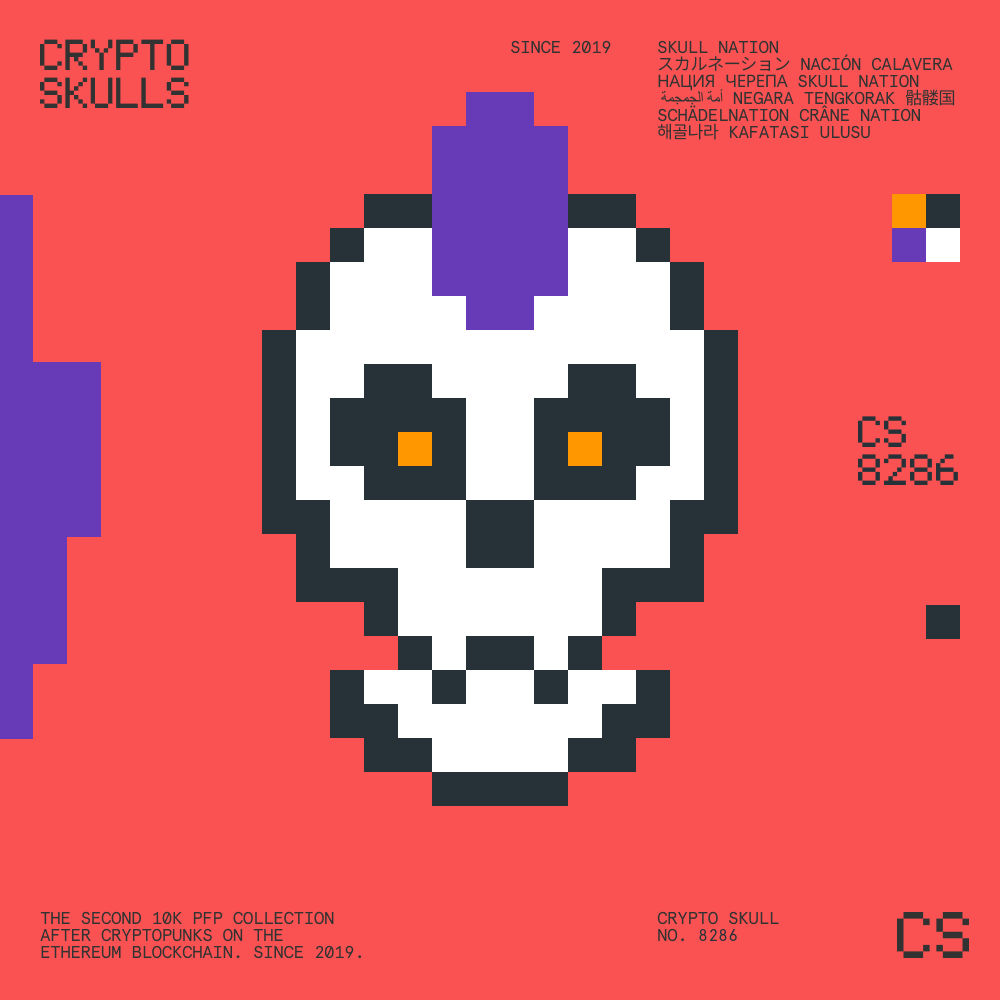 CRYPTO
SKULLS
SINCE 2019
SKULL NATION
スカルネーション NACIÓN CALAVERA
НАЦИЯ ЧЕРЕПА SKULL NATION
أمة الجمجمة NEGARA TENGKORAK 骷髅国
SCHÄDELNATION CRÂNE NATION
해골나라 KAFATASI ULUSU
CS
8286
THE SECOND 10K PFP COLLECTION
AFTER CRYPTOPUNKS ON THE
ETHEREUM BLOCKCHAIN. SINCE 2019.
CRYPTO SKULL
NO. 8286
CS